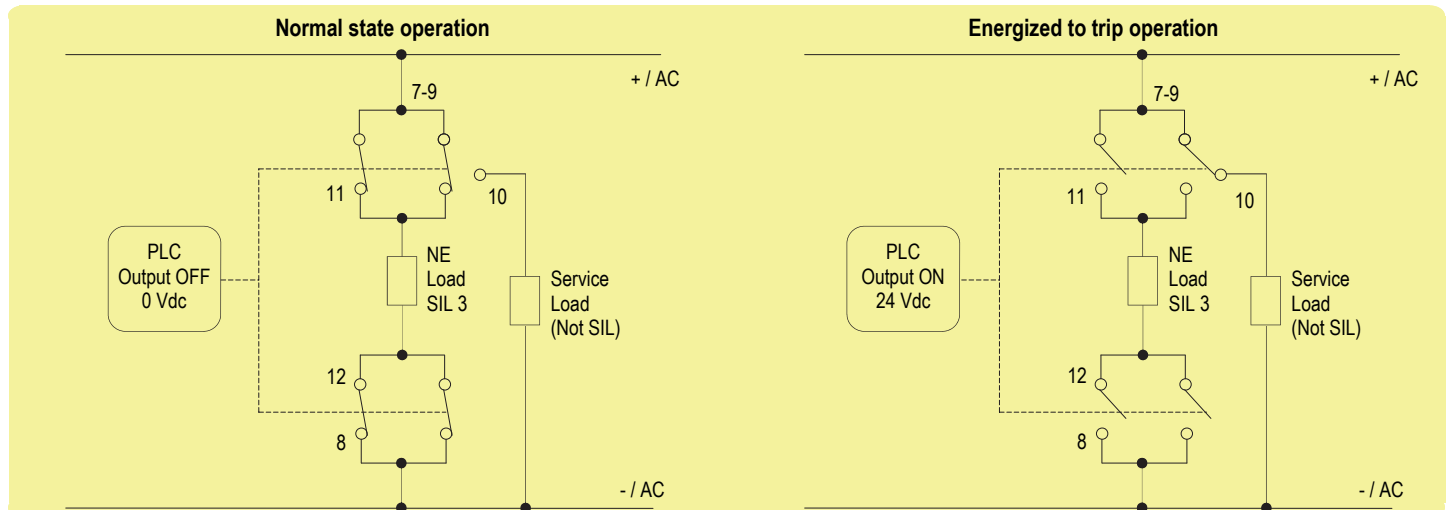 Normal state operation
+ / AC
7-9
11
10
PLC
Output OFF
0 Vdc
NE
Load
SIL 3
Service
Load
(Not SIL)
12
8
- / AC
Energized to trip operation
+ / AC
7-9
11
10
PLC
Output ON
24 Vdc
NE
Load
SIL 3
Service
Load
(Not SIL)
12
8
- / AC